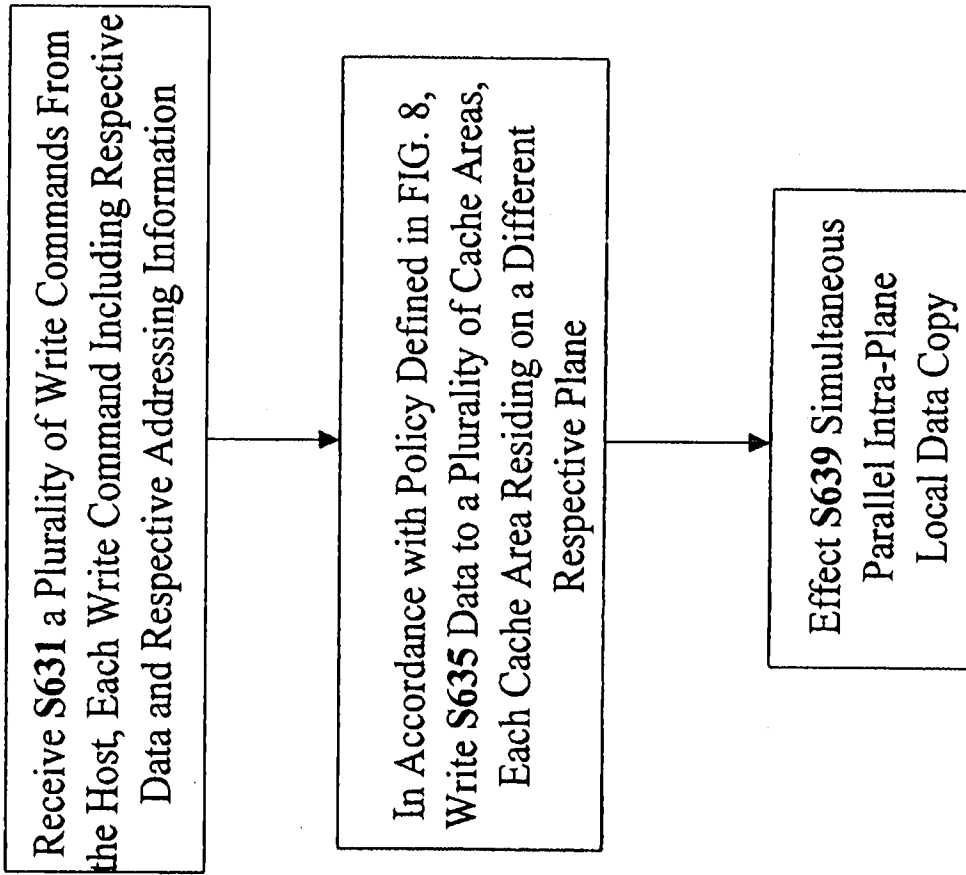 Receive S631 a Plurality of Write Commands From
the Host, Each Write Command Including Respective
Data and Respective Addressing Information
In Accordance with Policy Defined in FIG. 8,
Write S635 Data to a Plurality of Cache Areas,
Each Cache Area Residing on a Different
Respective Plane
Effect S639 Simultaneous
Parallel Intra-Plane
Local Data Copy